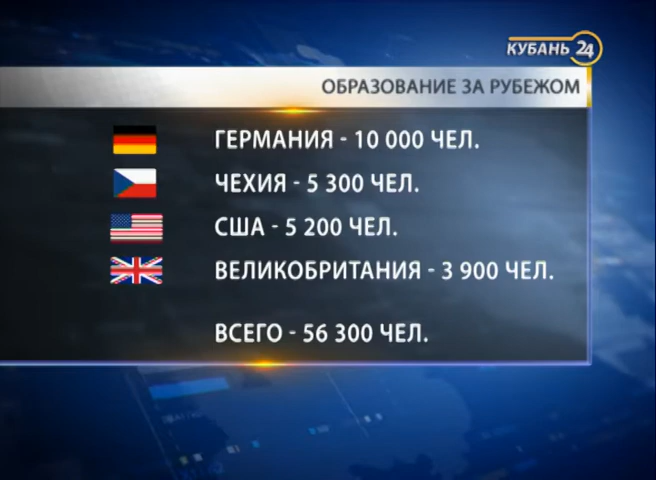 КУБАНЬ 24
ОБРАЗОВАНИЕ ЗА РУБЕЖОМ
ГЕРМАНИЯ - 10 000 ЧЕЛ.
ЧЕХИЯ - 5 300 ЧЕЛ.
США - 5 200 ЧЕЛ.
ВЕЛИКОБРИТАНИЯ - 3 900 ЧЕЛ.
ВСЕГО - 56 300 ЧЕЛ.